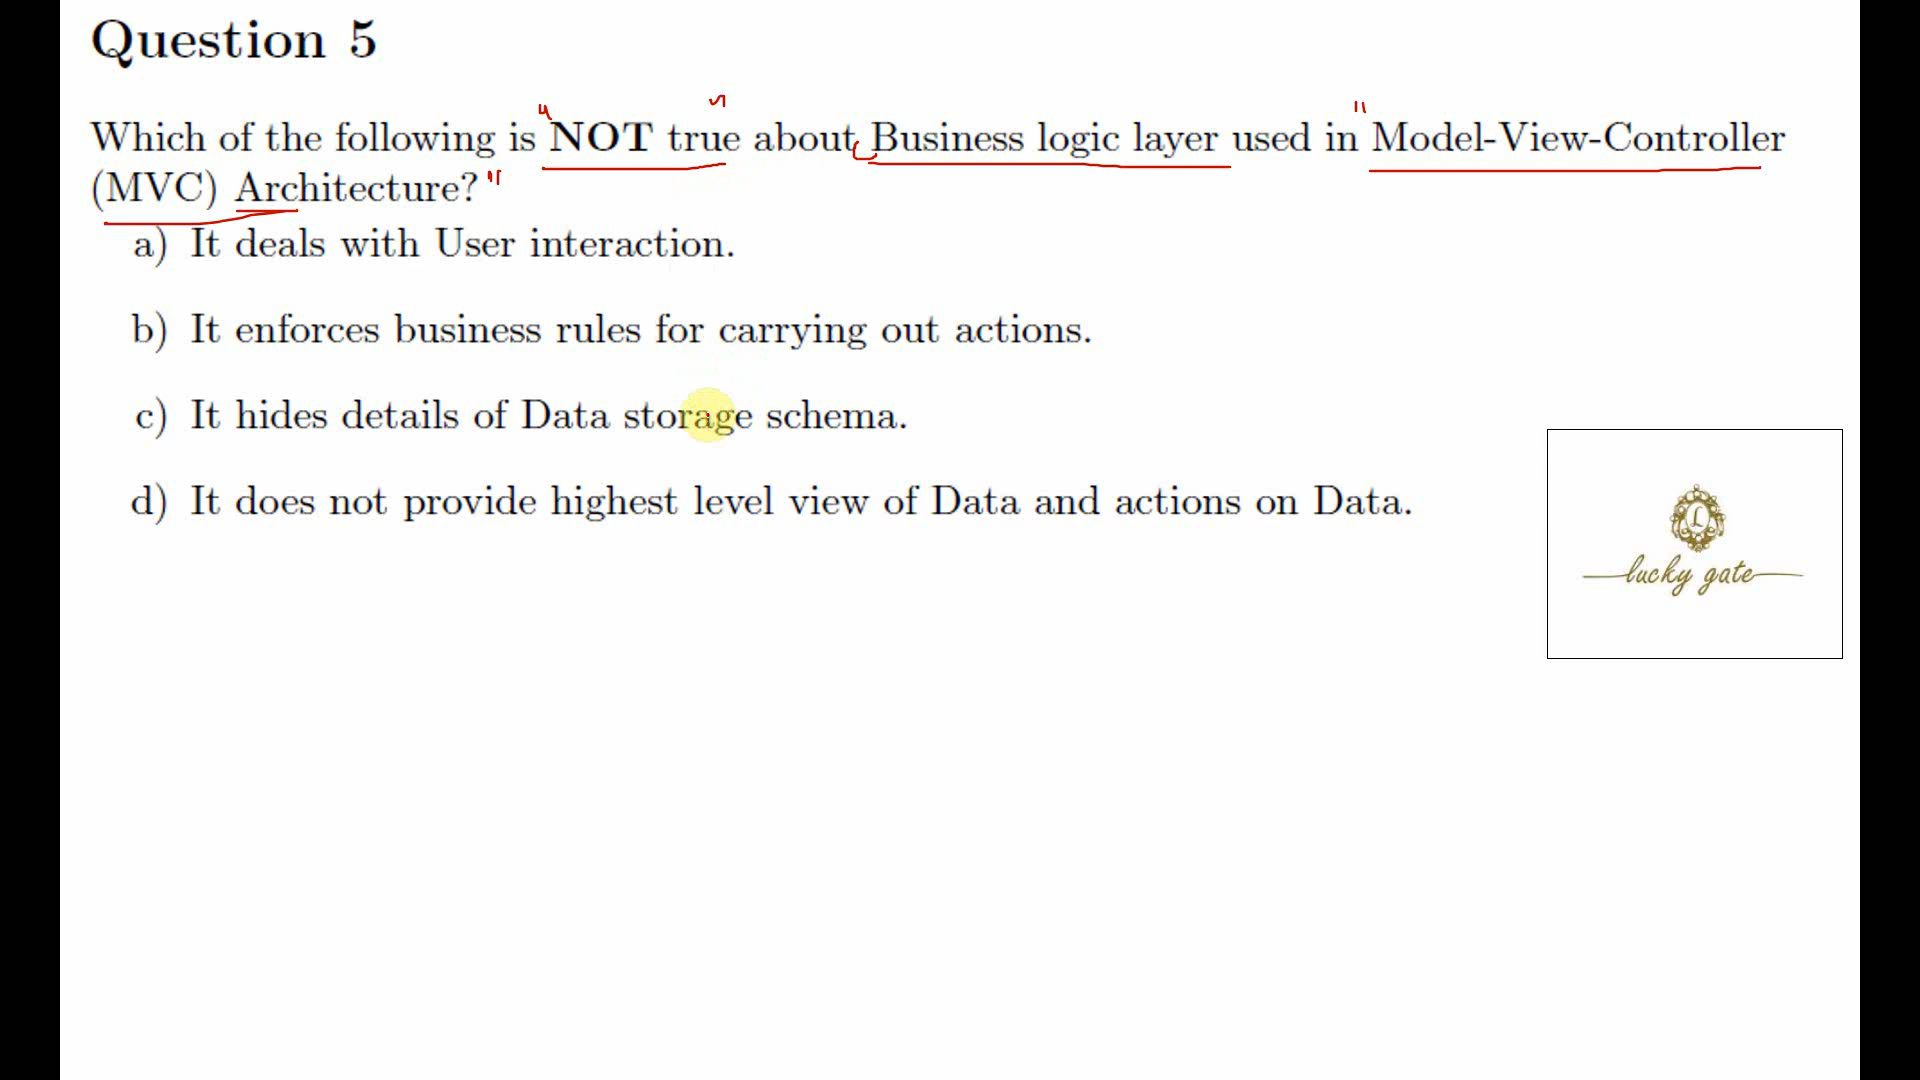 Question 5
Which of the following is "NOT true" about Business logic layer used in "Model-View-Controller
(MVC) Architecture?"
a) It deals with User interaction.
b) It enforces business rules for carrying out actions.
c) It hides details of Data storage schema.
d) It does not provide highest level view of Data and actions on Data.
L
lucky gate